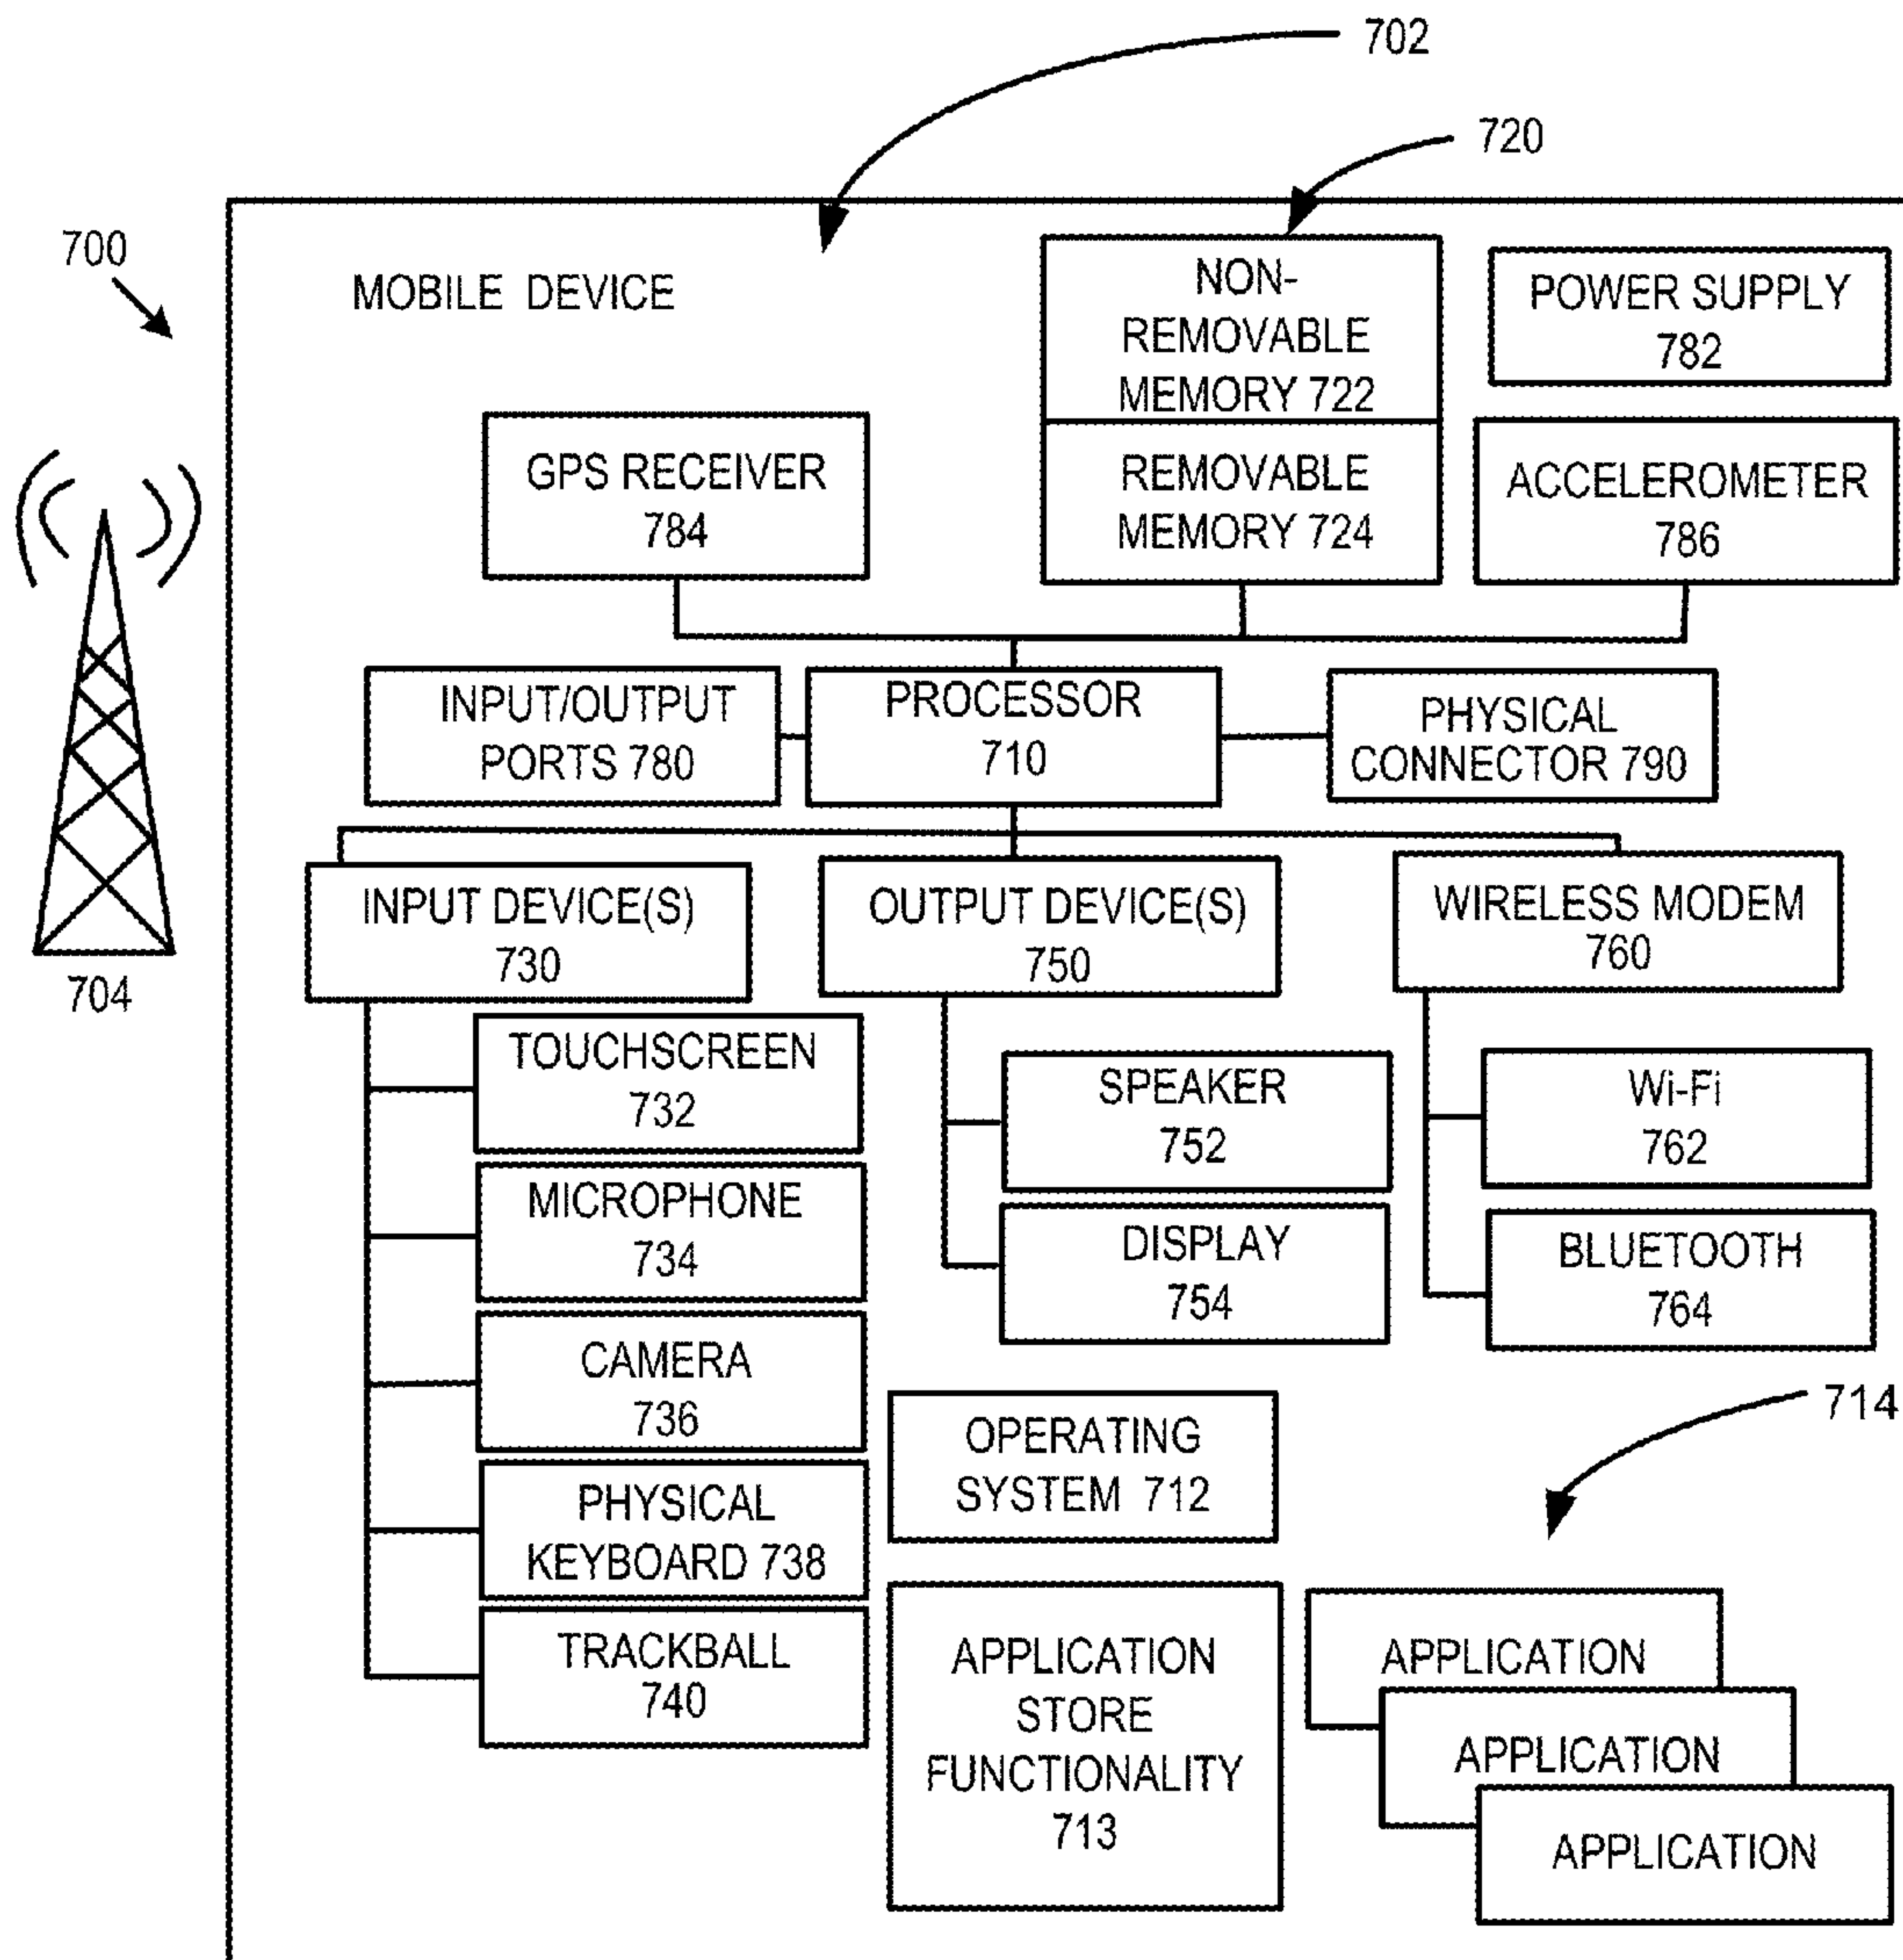 702
720
700
MOBILE DEVICE
NON-
REMOVABLE
MEMORY 722
POWER SUPPLY
782
GPS RECEIVER
784
REMOVABLE
MEMORY 724
ACCELEROMETER
786
INPUT/OUTPUT
PORTS 780
PROCESSOR
710
PHYSICAL
CONNECTOR 790
INPUT DEVICE(S)
730
OUTPUT DEVICE(S)
750
WIRELESS MODEM
760
704
TOUCHSCREEN
732
SPEAKER
752
Wi-Fi
762
MICROPHONE
734
DISPLAY
754
BLUETOOTH
764
CAMERA
736
OPERATING
SYSTEM 712
714
PHYSICAL
KEYBOARD 738
TRACKBALL
740
APPLICATION
STORE
FUNCTIONALITY
713
APPLICATION
APPLICATION
APPLICATION